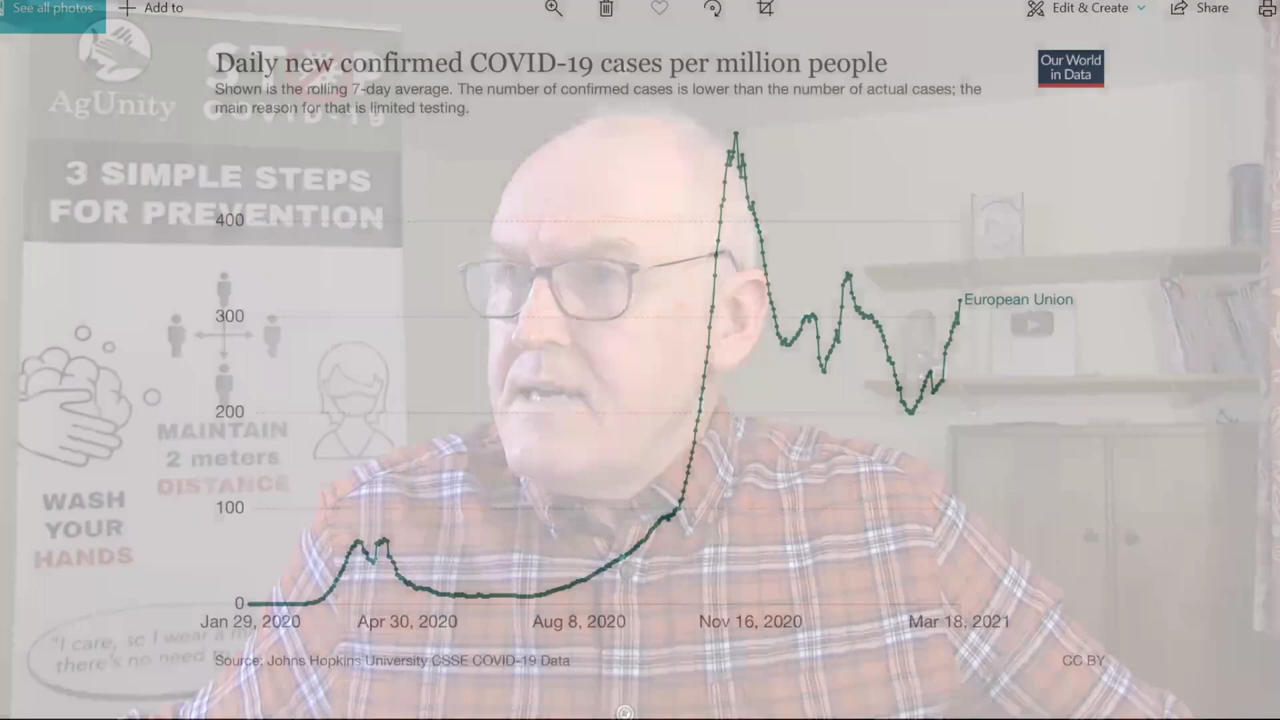 See all photos
Add to
Edit & Create
Share
Daily new confirmed COVID-19 cases per million people
Shown is the rolling 7-day average. The number of confirmed cases is lower than the number of actual cases; the
main reason for that is limited testing.
Our World
in Data
AgUnity
STOP
COVID-19
3 SIMPLE STEPS
FOR PREVENTION
400
300
200
100
0
European Union
MAINTAIN
2 meters
DISTANCE
WASH
YOUR
HANDS
Jan 29, 2020
Apr 30, 2020
Aug 8, 2020
Nov 16, 2020
Mar 18, 2021
"I care, so I wear a
there's no need
Source: Johns Hopkins University CSSE COVID-19 Data
CC BY